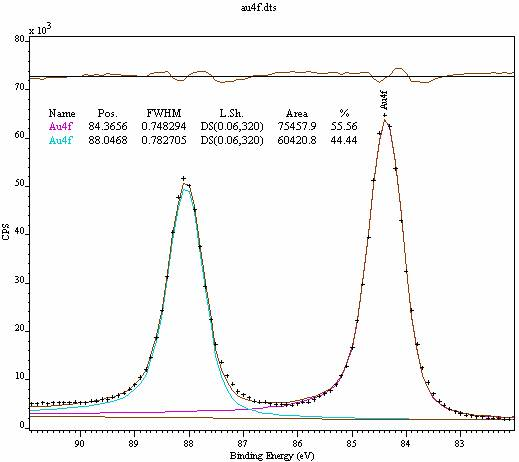 au4f.dts
x 10³
80
70
60
50
40
30
20
10
0
CPS
Au4f
Name Pos. FWHM L.Sh. Area %
Au4f 84.3656 0.748294 DS(0.06,320) 75457.9 55.56
Au4f 88.0468 0.782705 DS(0.06,320) 60420.8 44.44
90 89 88 87 86 85 84 83
Binding Energy (eV)